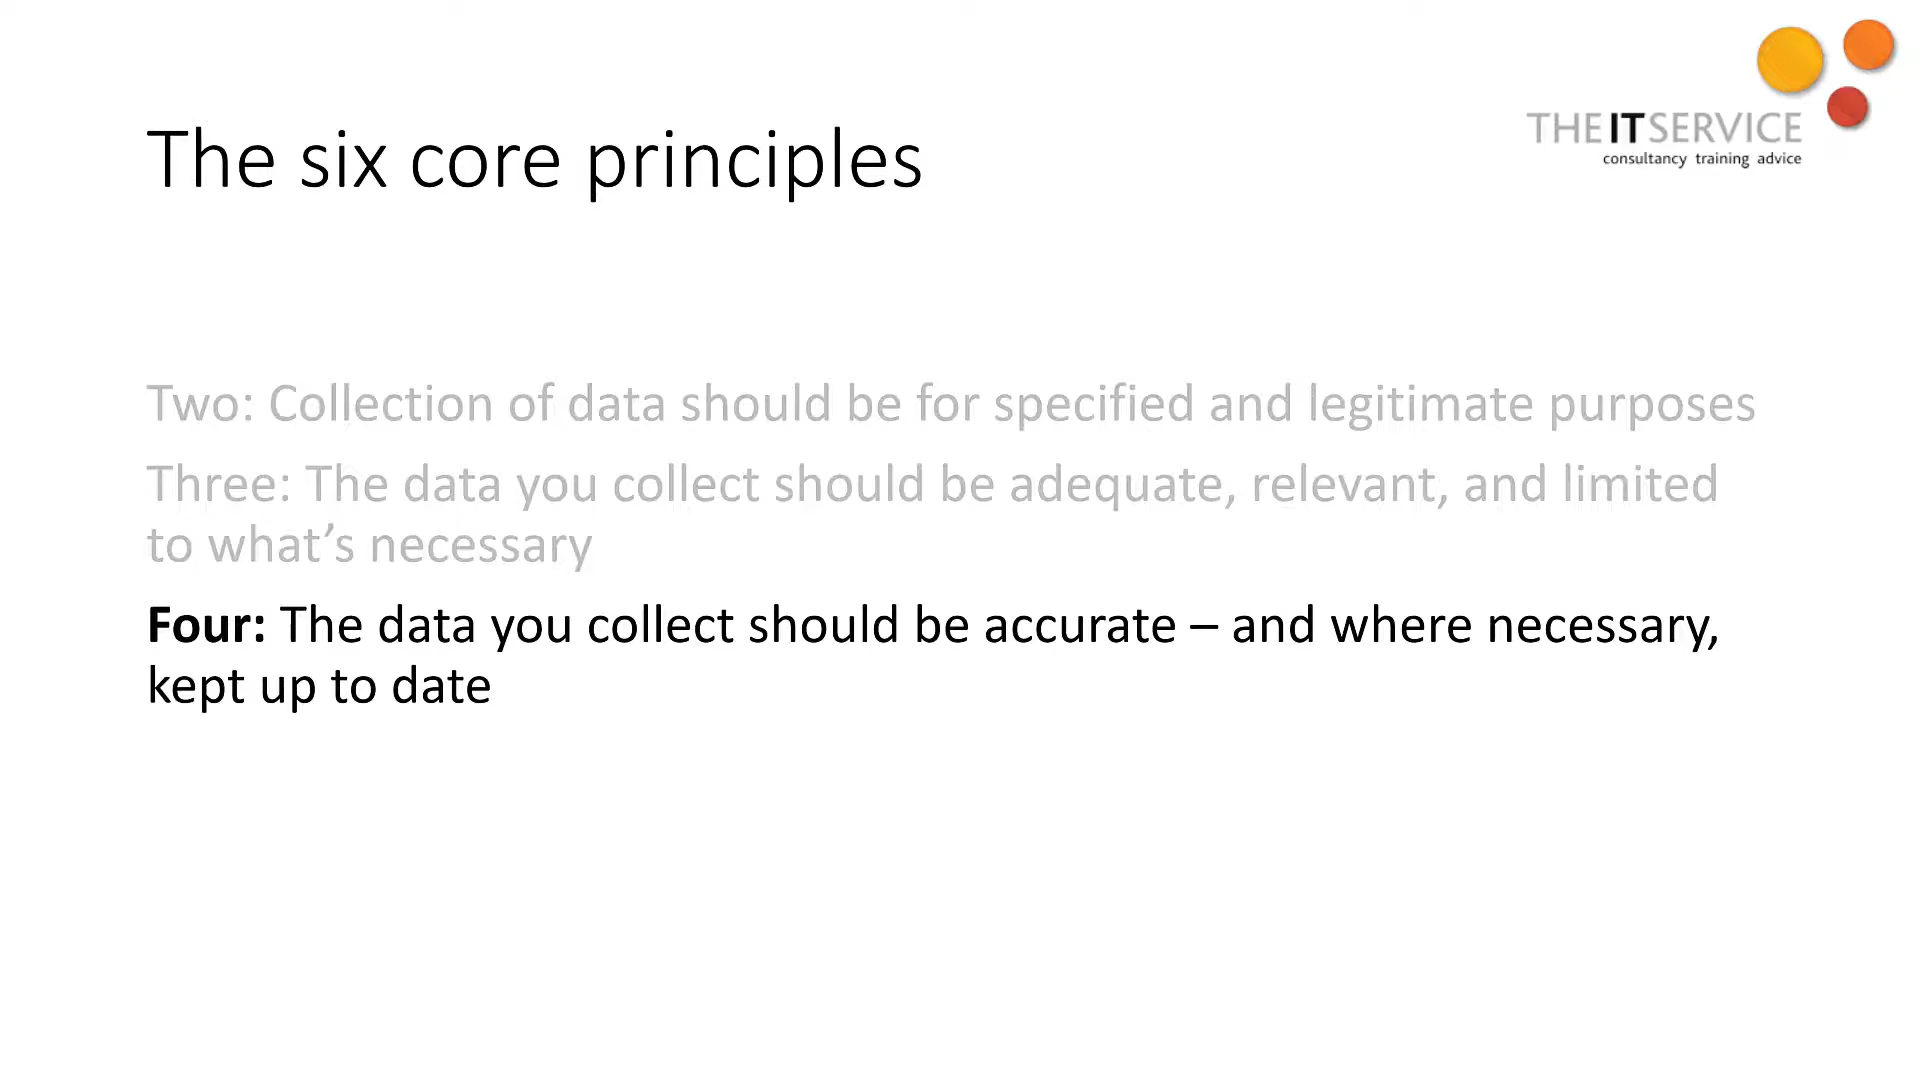 THE IT SERVICE
consultancy training advice
The six core principles
Two: Collection of data should be for specified and legitimate purposes
Three: The data you collect should be adequate, relevant, and limited
to what’s necessary
Four: The data you collect should be accurate – and where necessary,
kept up to date